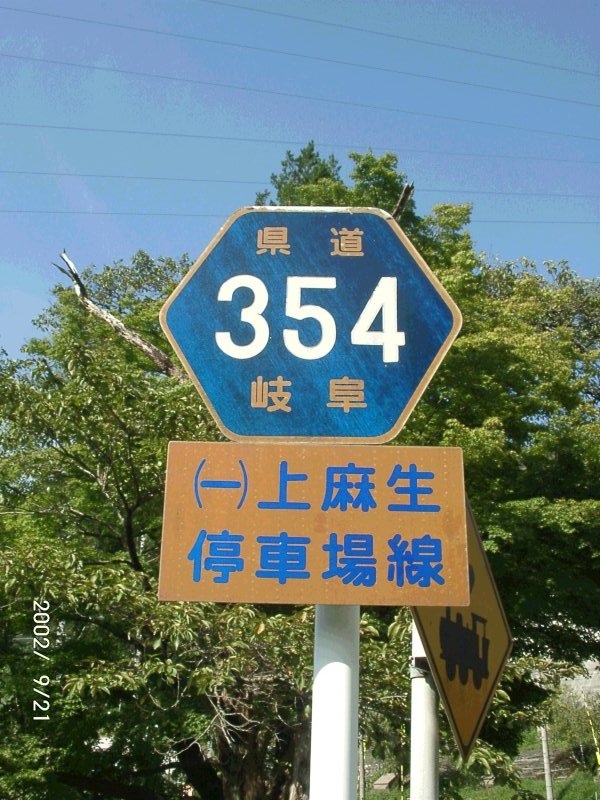 県道
354
岐阜
(一)上麻生
停車場線
2002/ 9/21